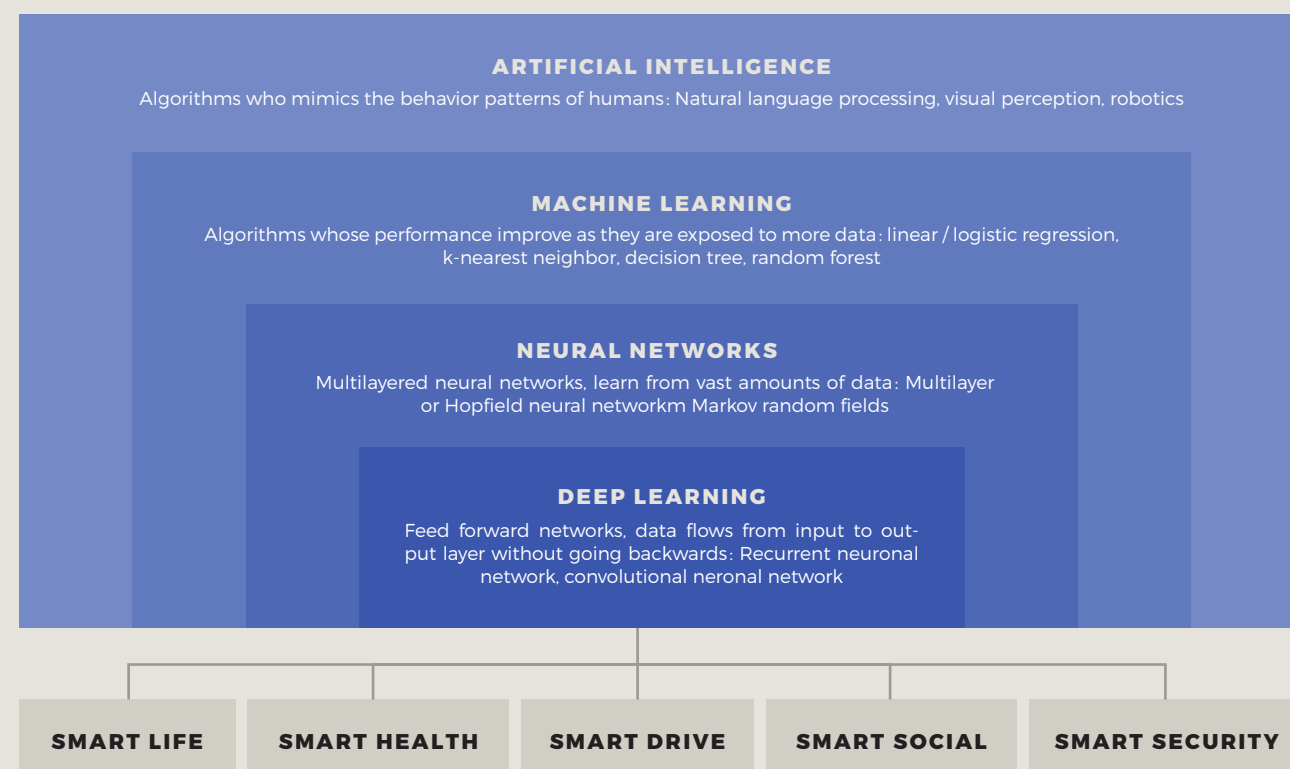 ARTIFICIAL INTELLIGENCE
Algorithms who mimics the behavior patterns of humans: Natural language processing, visual perception, robotics
MACHINE LEARNING
Algorithms whose performance improve as they are exposed to more data: linear / logistic regression,
k-nearest neighbor, decision tree, random forest
NEURAL NETWORKS
Multilayered neural networks, learn from vast amounts of data: Multilayer
or Hopfield neural networkm Markov random fields
DEEP LEARNING
Feed forward networks, data flows from input to out-
put layer without going backwards: Recurrent neuronal
network, convolutional neronal network
SMART LIFE
SMART HEALTH
SMART DRIVE
SMART SOCIAL
SMART SECURITY